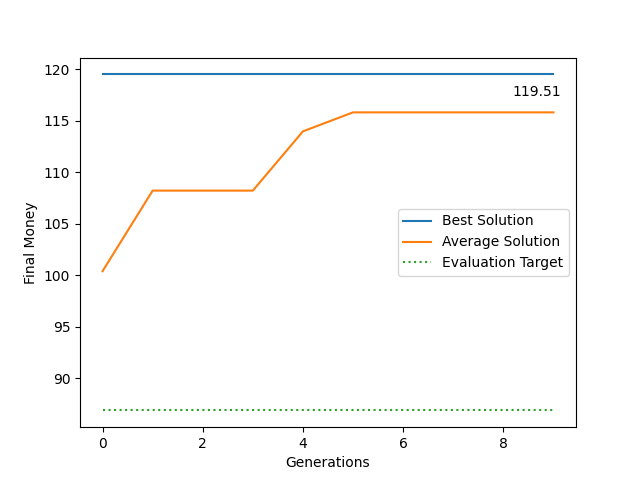 120
119.51
115
110
105
100
95
90
Final Money
Best Solution
Average Solution
Evaluation Target
0 2 4 6 8
Generations